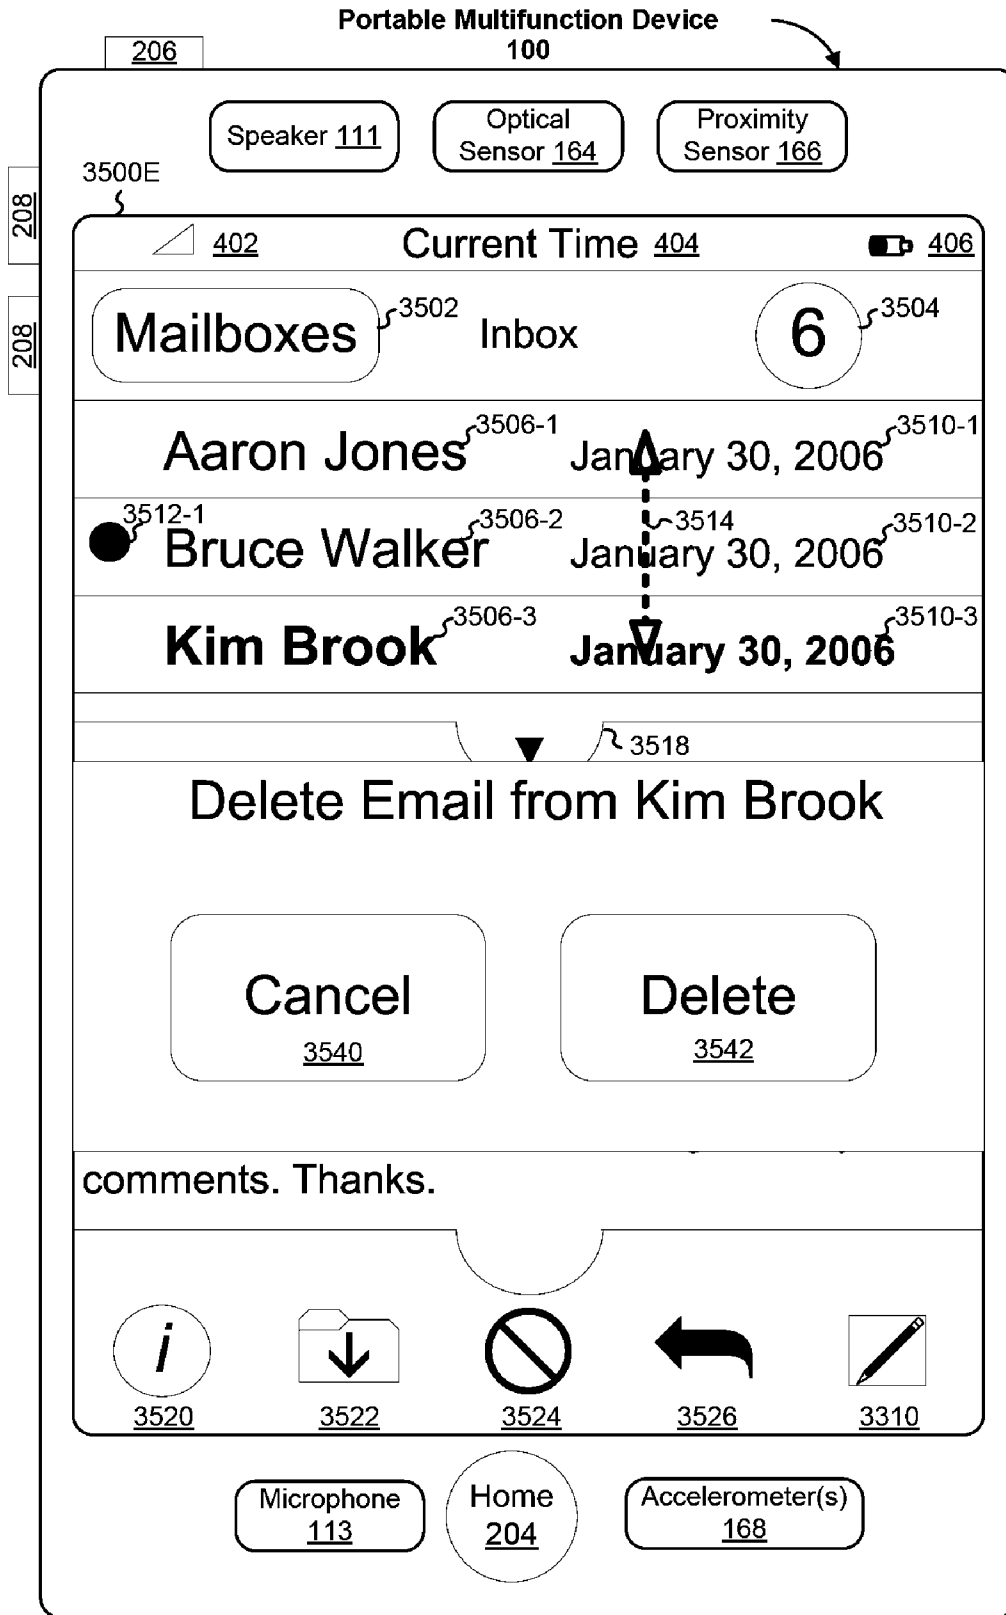 Portable Multifunction Device
100
206
Speaker 111
Optical
Sensor 164
Proximity
Sensor 166
3500E
208
208
402
Current Time 404
406
Mailboxes
3502
Inbox
6
3504
Aaron Jones
3506-1
January 30, 2006
3510-1
3512-1
Bruce Walker
3506-2
3514
January 30, 2006
3510-2
Kim Brook
3506-3
January 30, 2006
3510-3
3518
Delete Email from Kim Brook
Cancel
3540
Delete
3542
comments. Thanks.
i
3520
3522
3524
3526
3310
Microphone
113
Home
204
Accelerometer(s)
168